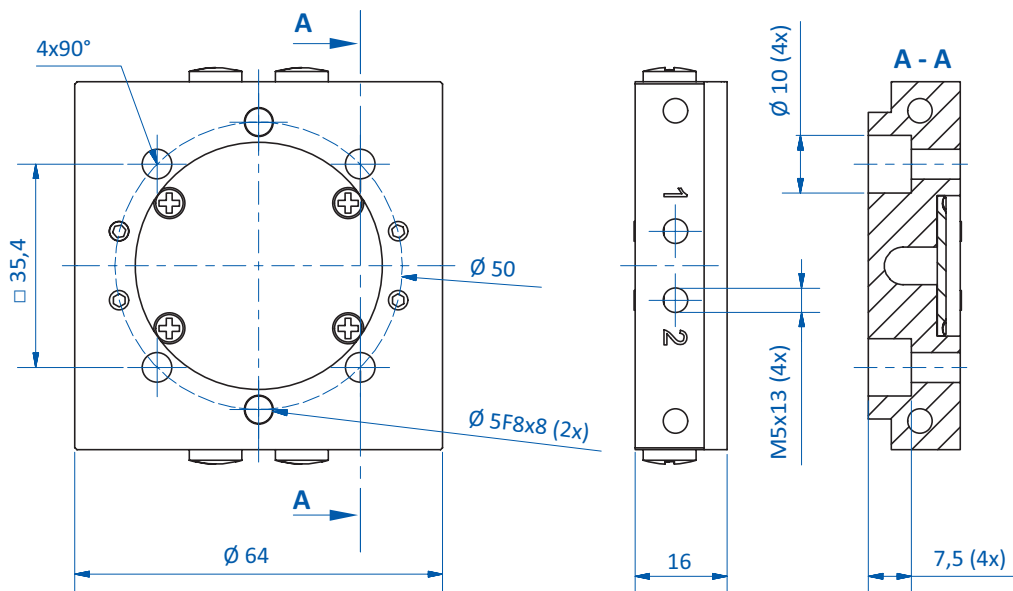 A
4x90°
□ 35,4
Ø 50
Ø 5F8x8 (2x)
A
Ø 64
1
2
16
M5x13 (4x)
Ø 10 (4x)
A - A
7,5 (4x)